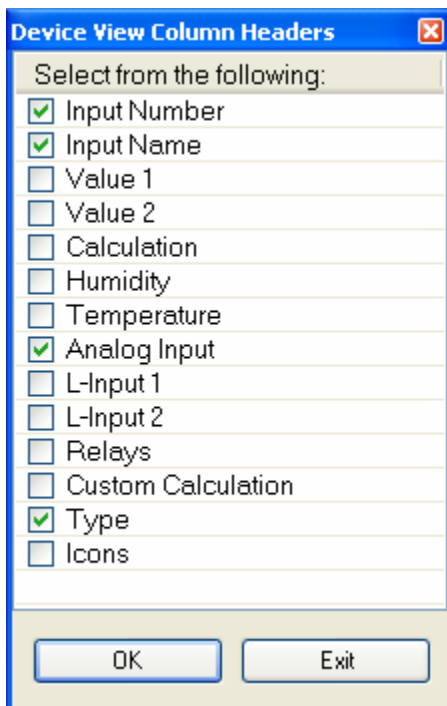 Device View Column Headers
Select from the following:
Input Number
Input Name
Value 1
Value 2
Calculation
Humidity
Temperature
Analog Input
L-Input 1
L-Input 2
Relays
Custom Calculation
Type
Icons
OK Exit